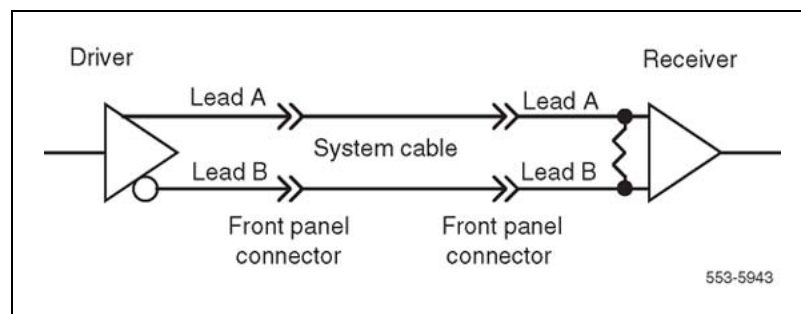 Driver
Receiver
Lead A
Lead A
System cable
Lead B
Lead B
Front panel
connector
Front panel
connector
553-5943